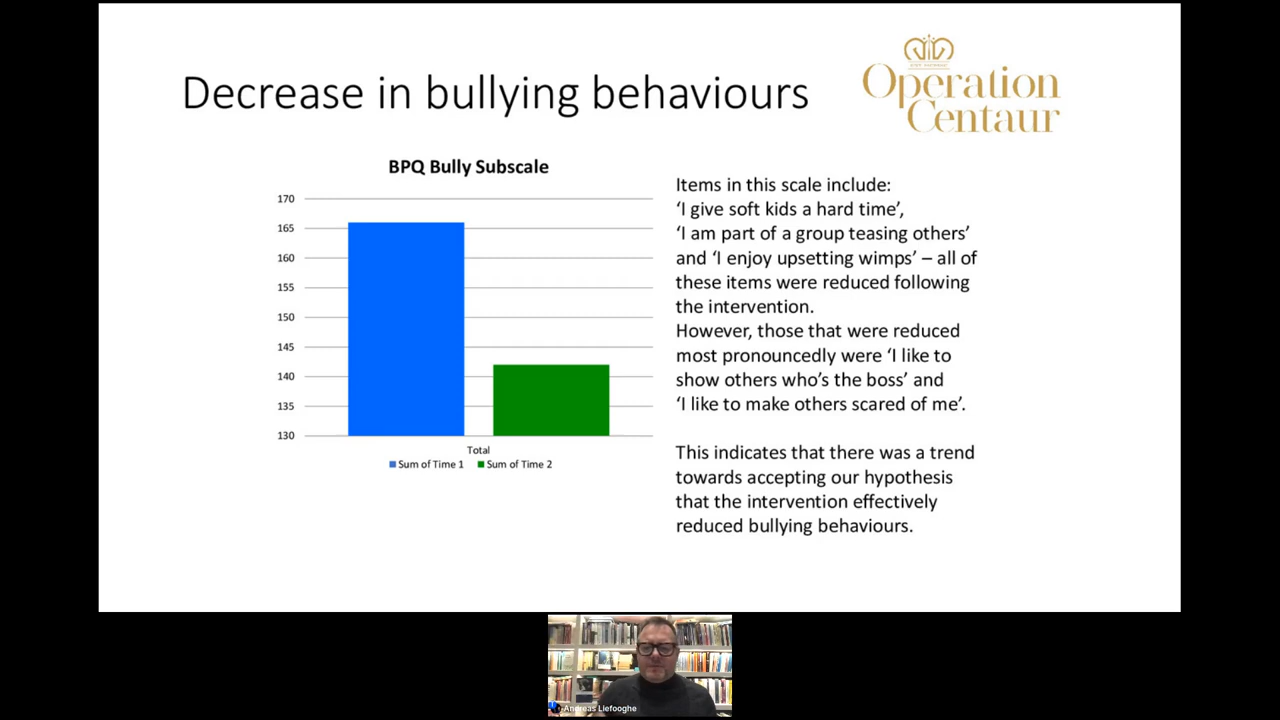 Decrease in bullying behaviours
Operation
Centaur
BPQ Bully Subscale
170
165
160
155
150
145
140
135
130
Total
Sum of Time 1 Sum of Time 2
Items in this scale include:
‘I give soft kids a hard time’,
‘I am part of a group teasing others’
and ‘I enjoy upsetting wimps’ – all of
these items were reduced following
the intervention.
However, those that were reduced
most pronouncedly were ‘I like to
show others who’s the boss’ and
‘I like to make others scared of me’.
This indicates that there was a trend
towards accepting our hypothesis
that the intervention effectively
reduced bullying behaviours.
Andreas Liefooghe